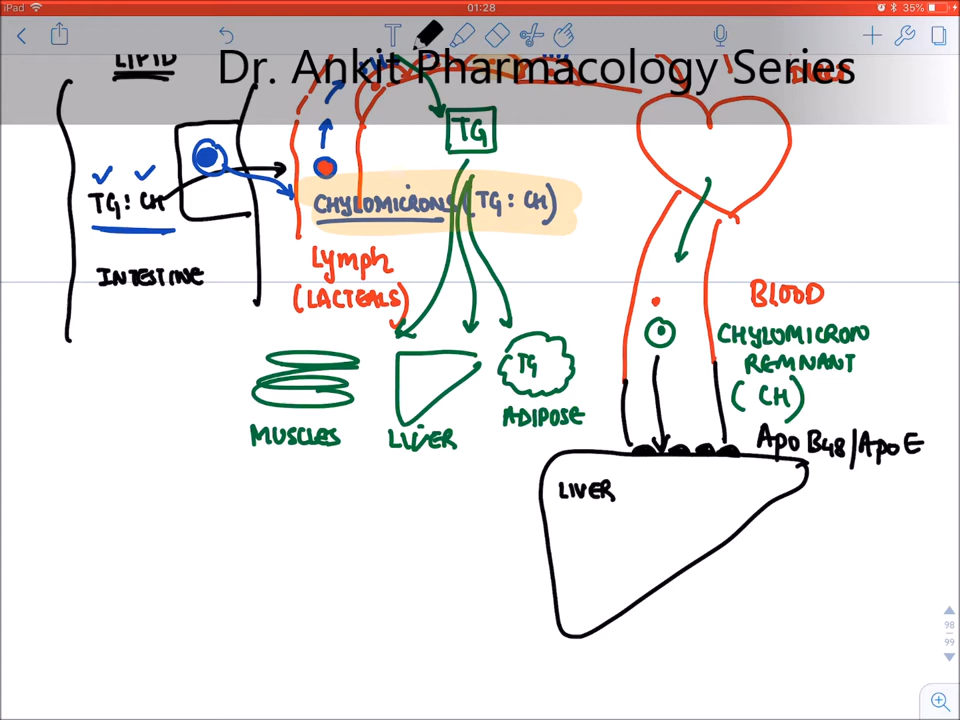 iPad
01:28
35%
T
LIPID
Dr. Ankit Pharmacology Series
TG
TG : CH
CHYLOMICRONS (TG : CH)
INTESTINE
Lymph
(LACTEALS)
BLOOD
CHYLOMICRON
REMNANT
(CH)
TG
MUSCLES
LIVER
ADIPOSE
Apo B48/Apo E
LIVER
98
99